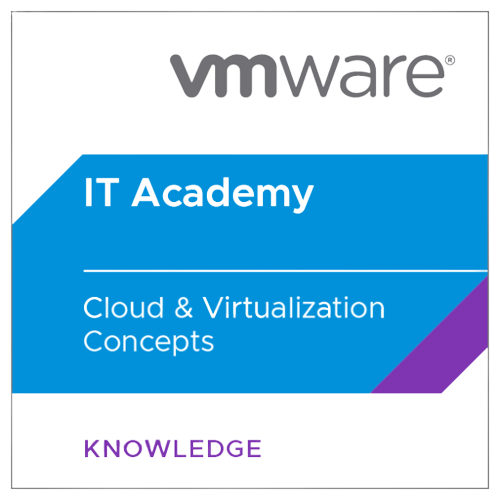 vmware®
IT Academy
Cloud & Virtualization
Concepts
KNOWLEDGE